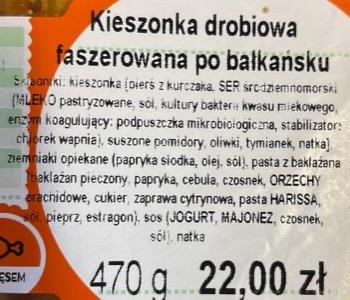 Kieszonka drobiowa
faszerowana po bałkańsku
Składniki: kieszonka [pierś z kurczaka, SER śródziemnomorski
(MLEKO pastryzowane, sól, kultury bakterii kwasu mlekowego,
enzym koagulujący: podpuszczka mikrobiologiczna, stabilizator:
chlorek wapnia), suszone pomidory, oliwki, tymianek, natka],
ziemniaki opiekane (papryka słodka, olej, sól), pasta z bakłażana
(bakłażan pieczony, papryka, cebula, czosnek, ORZECHY
arachidowe, cukier, zaprawa cytrynowa, pasta HARISSA,
sól, pieprz, estragon), sos (JOGURT, MAJONEZ, czosnek,
sól), natka
470 g 22,00 zł
ĘSEM